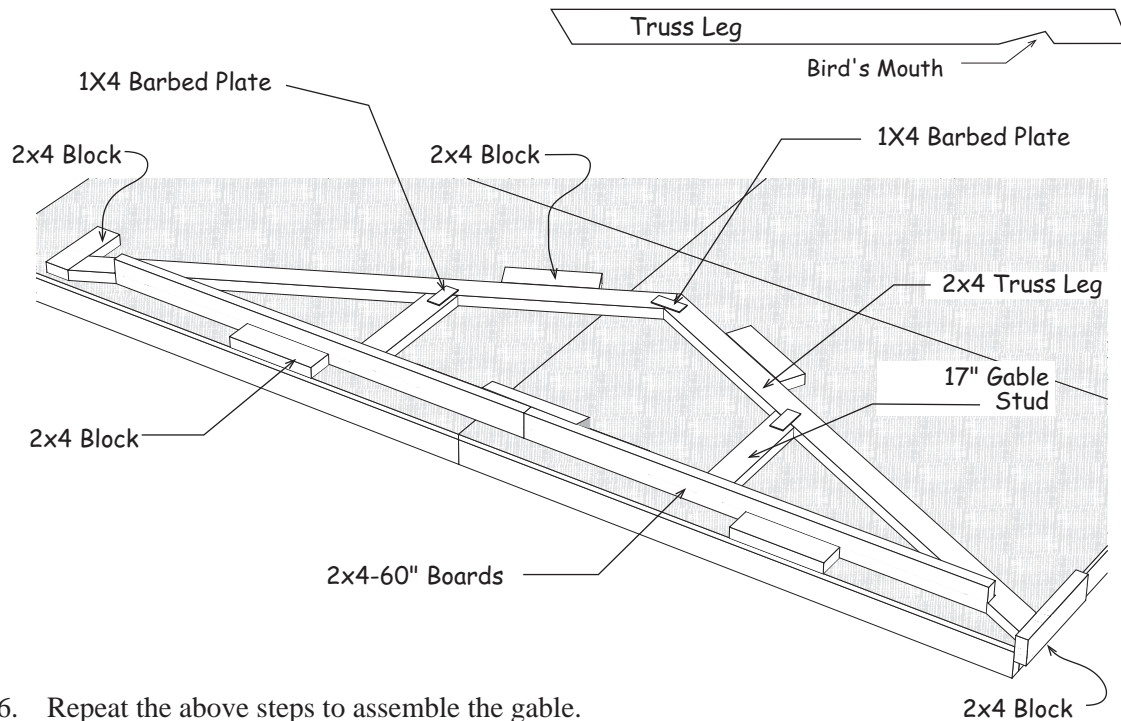 Truss Leg
Bird's Mouth
1X4 Barbed Plate
1X4 Barbed Plate
2x4 Block
2x4 Block
2x4 Truss Leg
17" Gable
Stud
2x4 Block
2x4-60" Boards
6. Repeat the above steps to assemble the gable.
2x4 Block